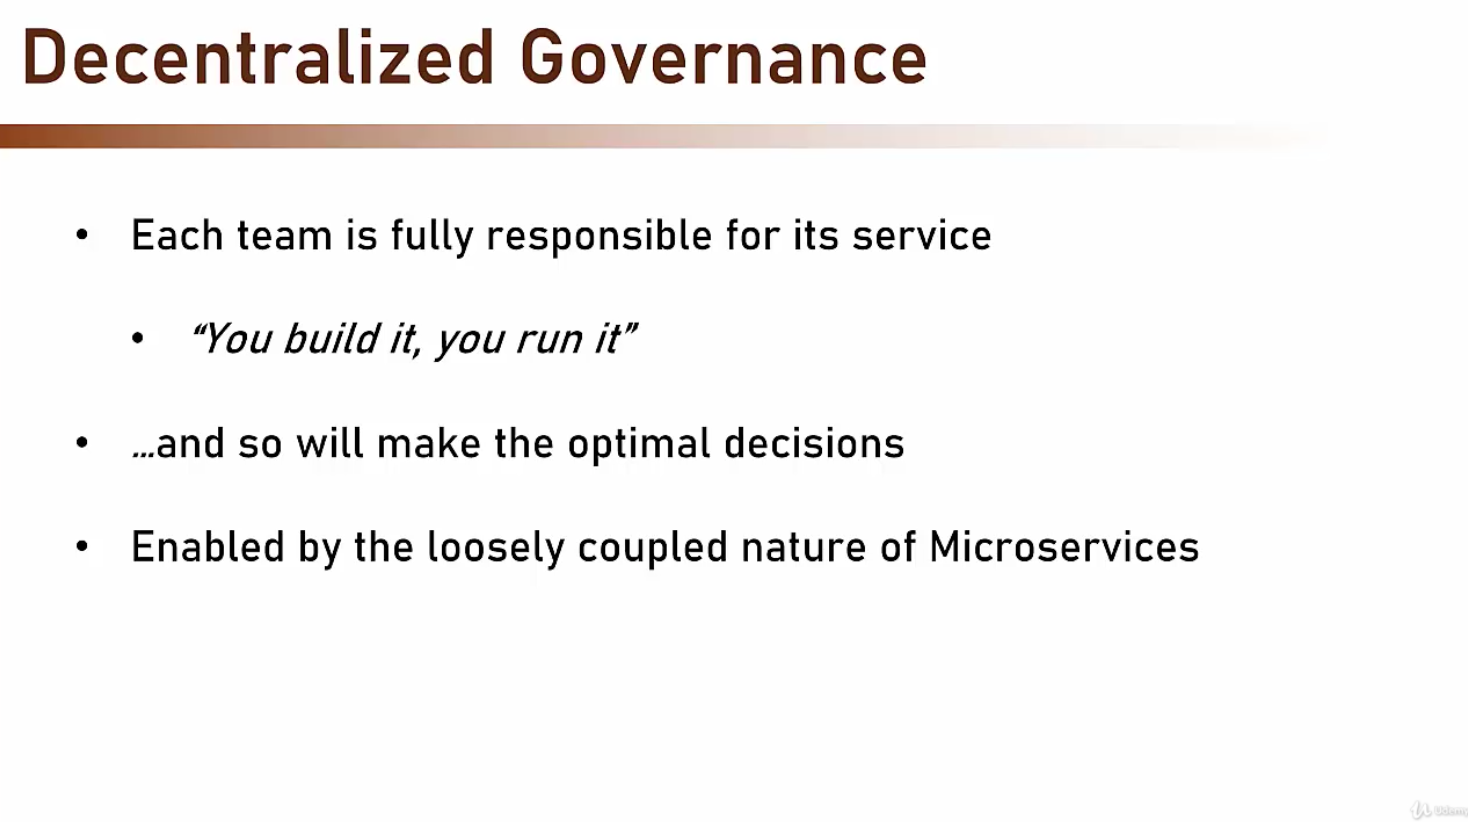 Decentralized Governance
• Each team is fully responsible for its service
• “You build it, you run it”
• …and so will make the optimal decisions
• Enabled by the loosely coupled nature of Microservices
Udemy